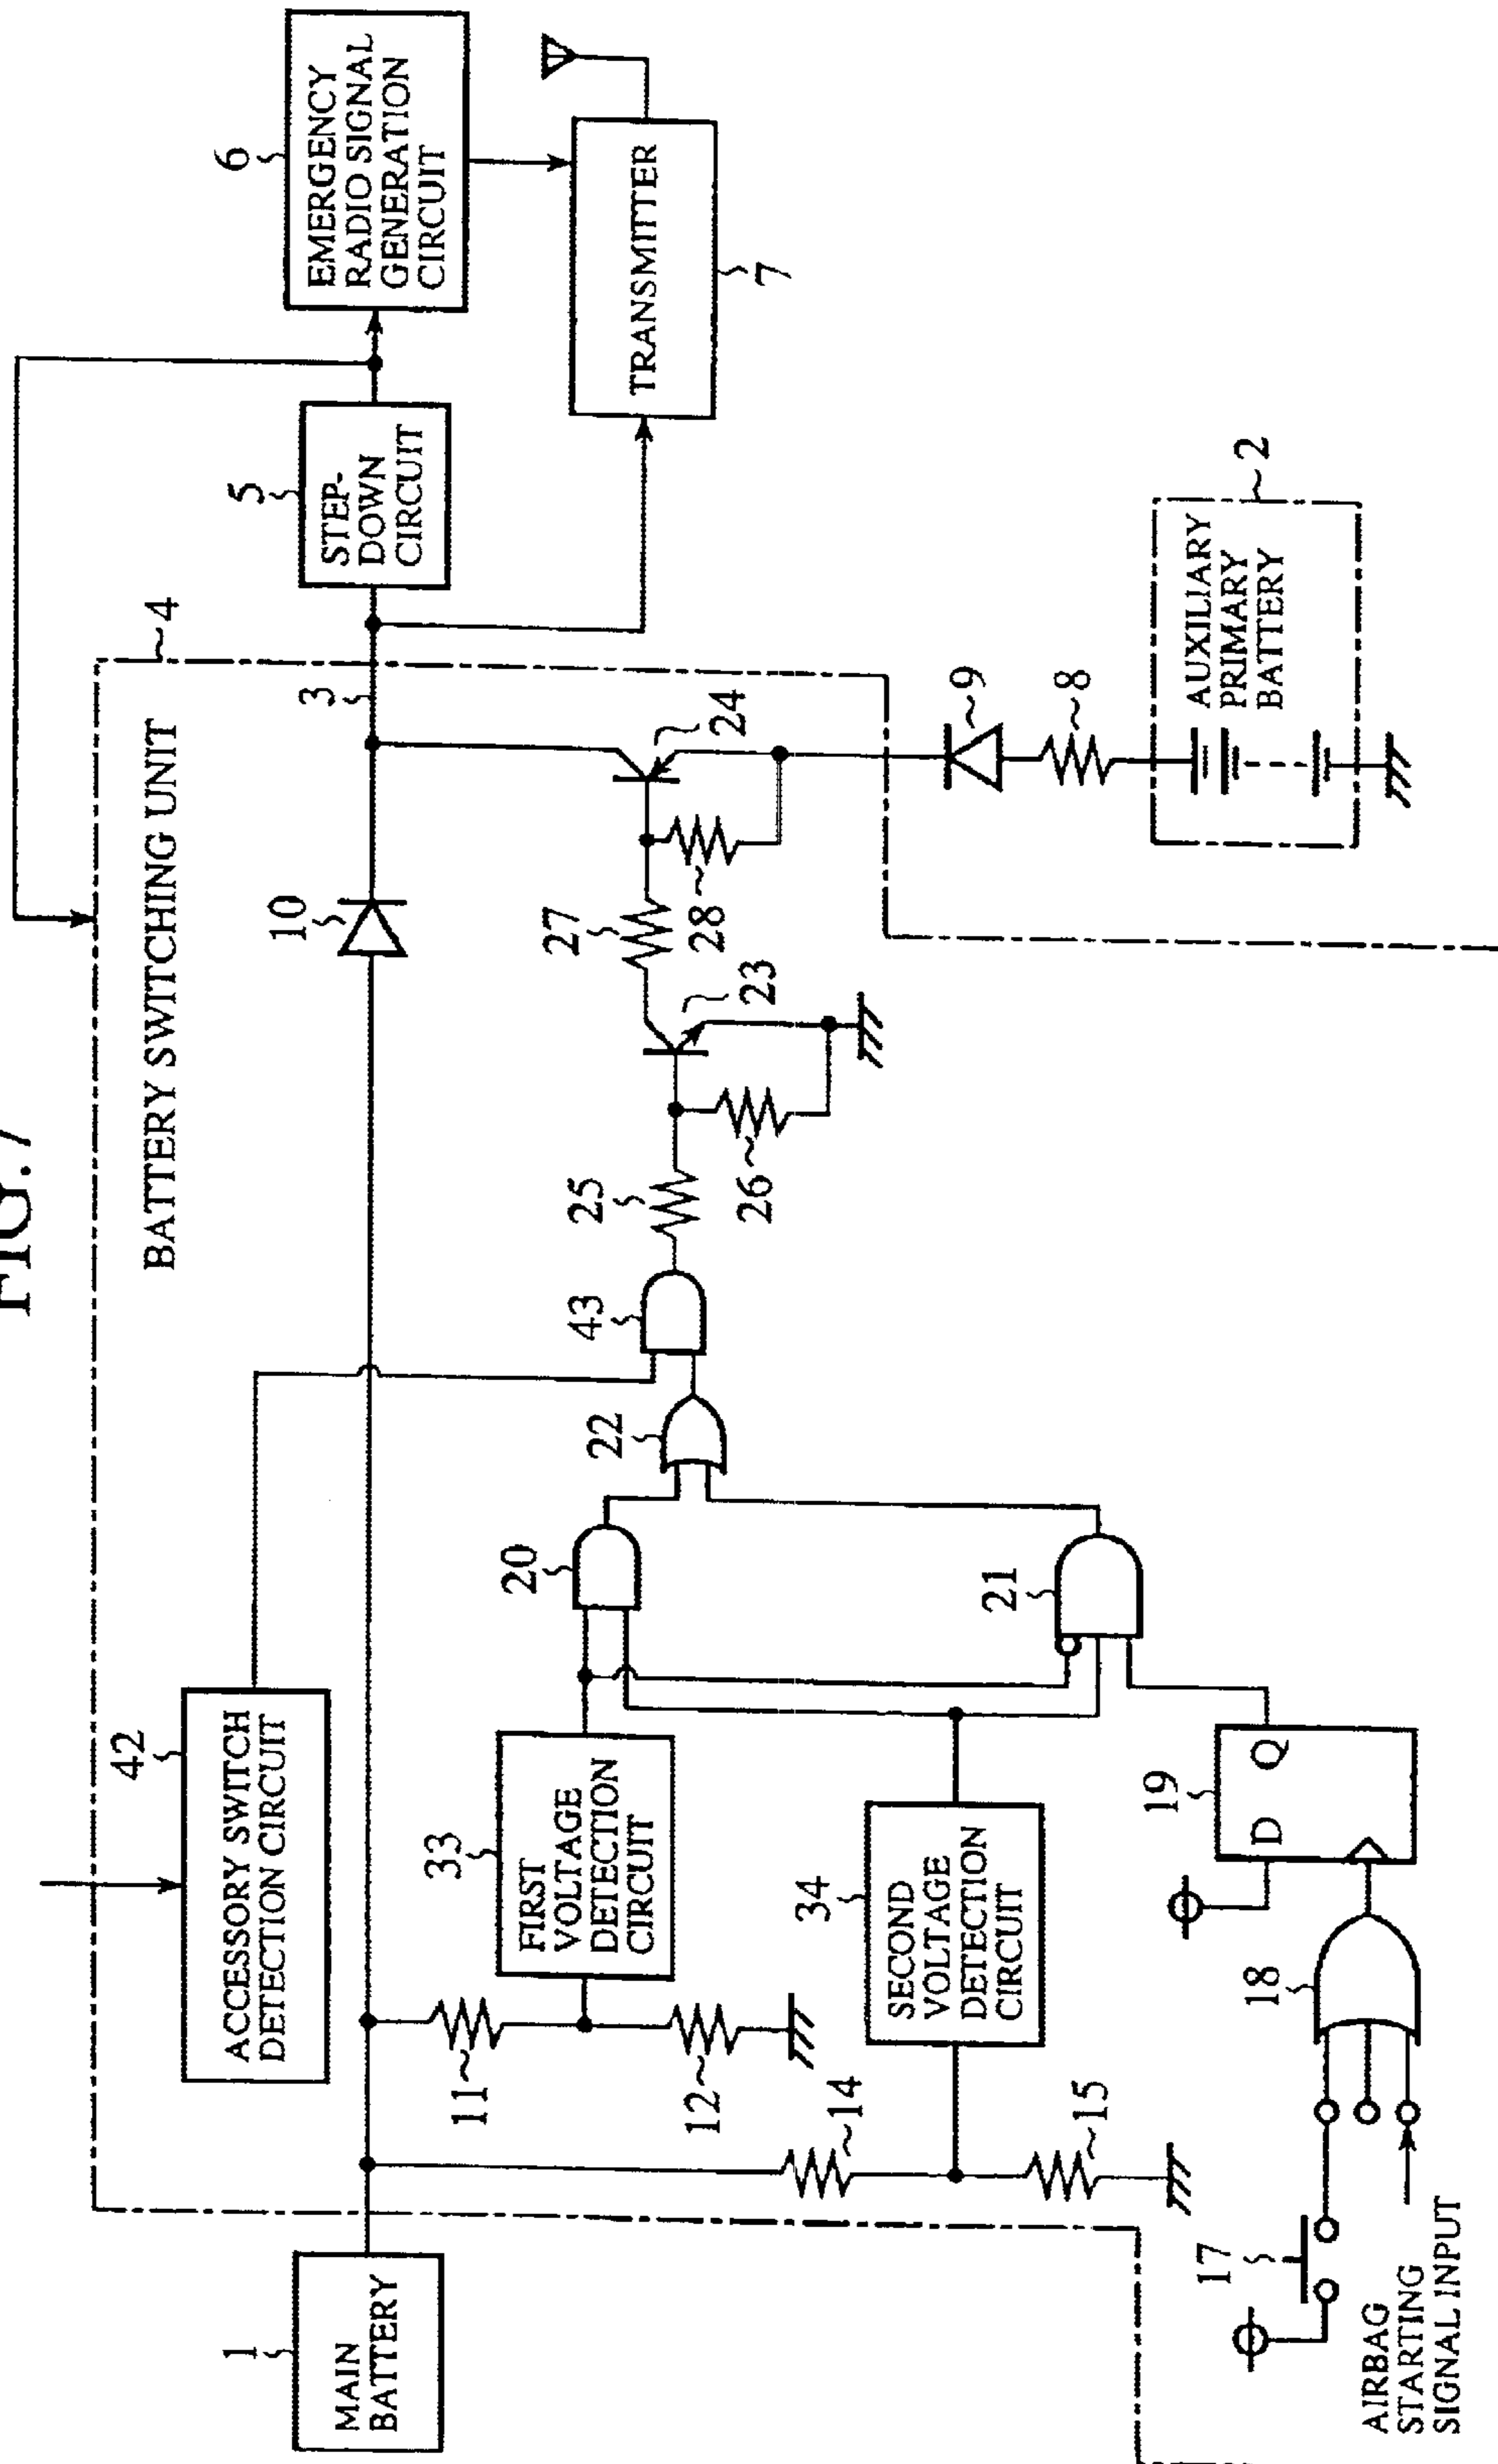 FIG.7
BATTERY SWITCHING UNIT
4
42
ACCESSORY SWITCH
DETECTION CIRCUIT
1
MAIN
BATTERY
10
3
5
STEP-
DOWN
CIRCUIT
6
EMERGENCY
RADIO SIGNAL
GENERATION
CIRCUIT
TRANSMITTER
7
11
12
33
FIRST
VOLTAGE
DETECTION
CIRCUIT
20
22
43
25
26
23
27
28
24
14
15
34
SECOND
VOLTAGE
DETECTION
CIRCUIT
21
9
8
AUXILIARY
PRIMARY
BATTERY
2
17
18
19
D
Q
AIRBAG
STARTING
SIGNAL INPUT